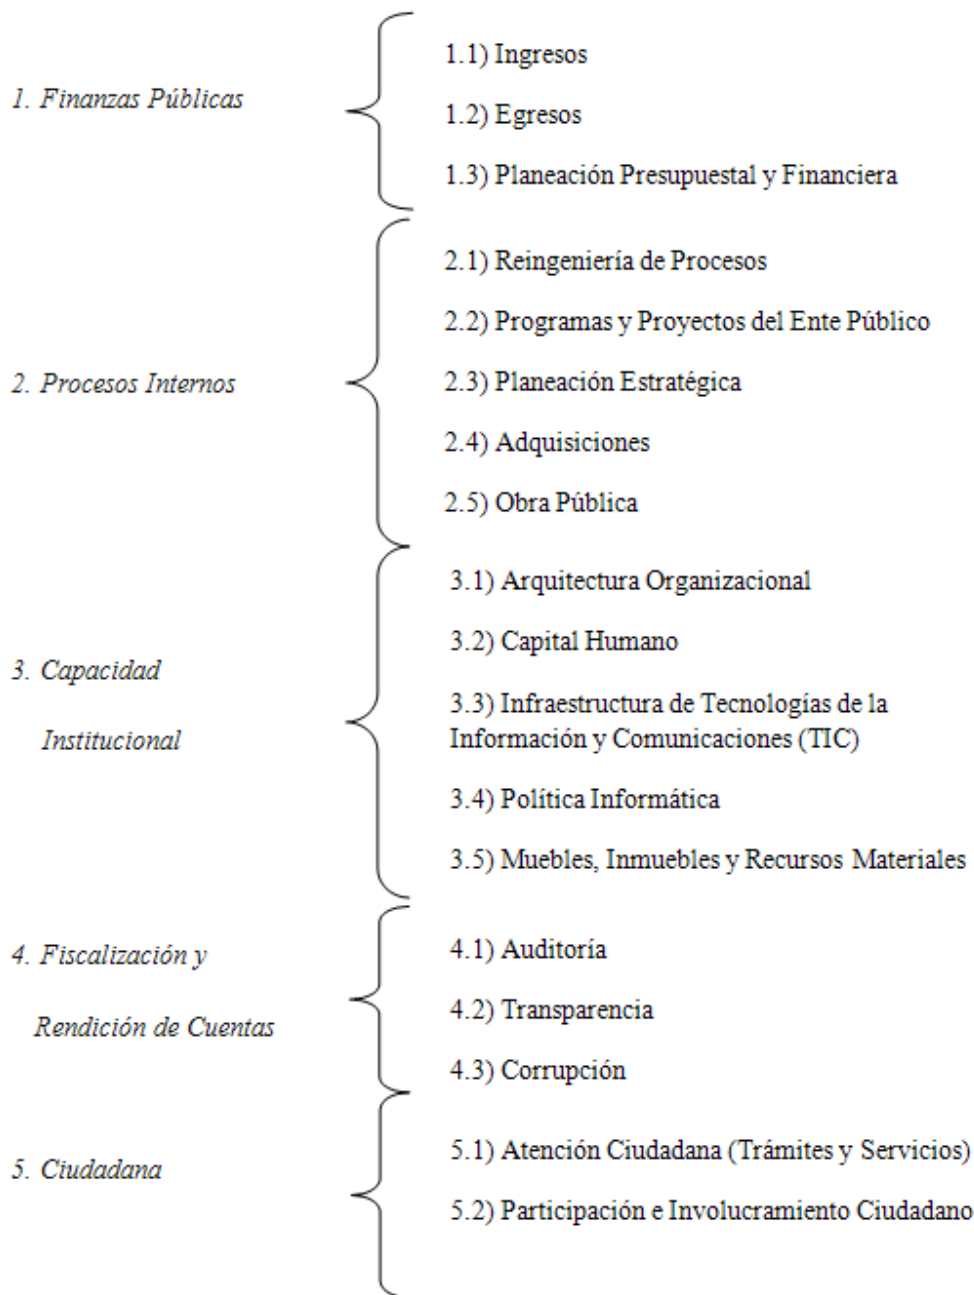 1. Finanzas Públicas
1.1) Ingresos
1.2) Egresos
1.3) Planeación Presupuestal y Financiera
2. Procesos Internos
2.1) Reingeniería de Procesos
2.2) Programas y Proyectos del Ente Público
2.3) Planeación Estratégica
2.4) Adquisiciones
2.5) Obra Pública
3. Capacidad
Institucional
3.1) Arquitectura Organizacional
3.2) Capital Humano
3.3) Infraestructura de Tecnologías de la
Información y Comunicaciones (TIC)
3.4) Política Informática
3.5) Muebles, Inmuebles y Recursos Materiales
4. Fiscalización y
Rendición de Cuentas
4.1) Auditoría
4.2) Transparencia
4.3) Corrupción
5. Ciudadana
5.1) Atención Ciudadana (Trámites y Servicios)
5.2) Participación e Involucramiento Ciudadano